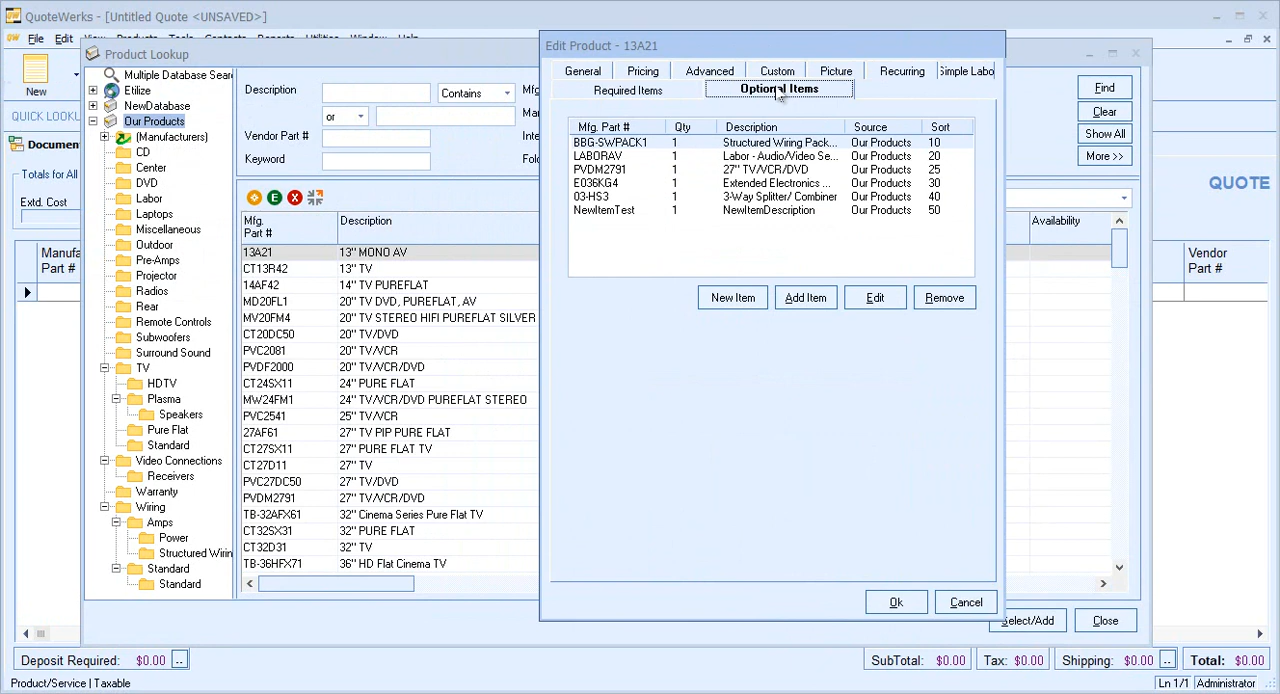 QuoteWerks - [Untitled Quote <UNSAVED>]
File Edit View Products Tools Contacts Reports Utilities Window Help
New
QUICK LOOKU
Documen
Totals for All
Extd. Cost
Manufa
Part #
QUOTE
Vendor
Part #
Product Lookup
Multiple Database Sear
Etilize
NewDatabase
Our Products
(Manufacturers)
CD
Center
DVD
Labor
Laptops
Miscellaneous
Outdoor
Pre-Amps
Projector
Radios
Rear
Remote Controls
Subwoofers
Surround Sound
TV
HDTV
Plasma
Speakers
Pure Flat
Standard
Video Connections
Receivers
Warranty
Wiring
Amps
Power
Structured Wirin
Standard
Standard
Description Contains Mfg
or Man
Vendor Part # Inte
Keyword Fol
Find
Clear
Show All
More >>
Mfg.
Part # Description Availability
13A21 13" MONO AV
CT13R42 13" TV
14AF42 14" PUREFLAT
MD20FL1 20" TV DVD, PUREFLAT, AV
MV20FM4 20" TV STEREO HIFI PUREFLAT SILVER
CT20DC50 20" TV/DVD
PVC2081 20" TV/VCR
PVDF2000 20" TV/VCR/DVD
CT24SX11 24" PURE FLAT
MW24FM1 24" TV/VCR/DVD PUREFLAT STEREO
PVC2541 25" TV/VCR
27AF61 27" TV PIP PURE FLAT
CT27SX11 27" PURE FLAT TV
CT27D11 27" TV
PVC27DC50 27" TV/DVD
PVDM2791 27" TV/VCR/DVD
TB-32AFX61 32" Cinema Series Pure Flat TV
CT32SX31 32" PURE FLAT
CT32D31 32" TV
TB-36HFX71 36" HD Flat Cinema TV
Select/Add Close
Edit Product - 13A21
General Pricing Advanced Custom Picture Recurring Simple Labo
Required Items Optional Items
Mfg. Part # Qty Description Source Sort
BBG-SWPACK1 1 Structured Wiring Pack... Our Products 10
LABORAV 1 Labor - Audio/Video Se... Our Products 20
PVDM2791 1 27" TV/VCR/DVD Our Products 25
E036KG4 1 Extended Electronics ... Our Products 30
03-HS3 1 3-Way Splitter/ Combiner Our Products 40
NewItemTest 1 NewItemDescription Our Products 50
New Item Add Item Edit Remove
Ok Cancel
Deposit Required: $0.00 ..
SubTotal: $0.00 Tax: $0.00 Shipping: $0.00 .. Total: $0.00
Product/Service | Taxable
Ln 1/1 Administrator